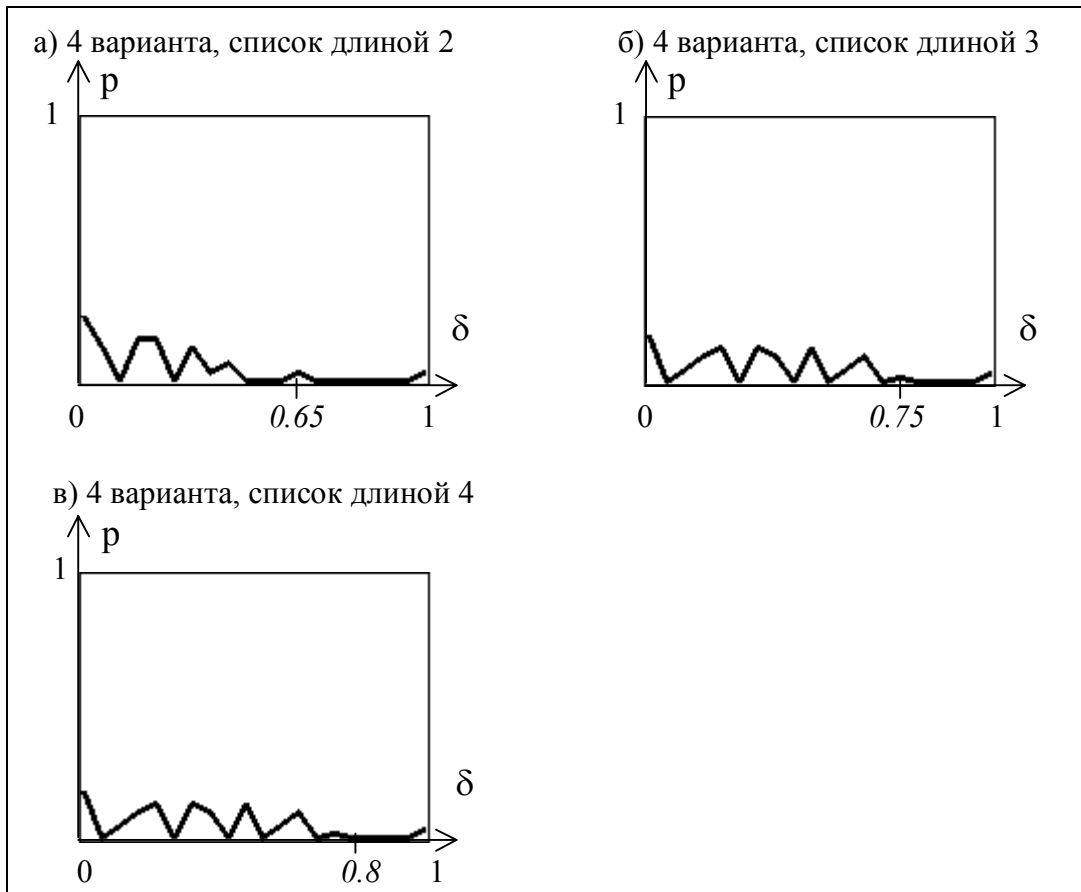 а) 4 варианта, список длиной 2
p
1
δ
0
0.65
1
б) 4 варианта, список длиной 3
p
1
δ
0
0.75
1
в) 4 варианта, список длиной 4
p
1
δ
0
0.8
1